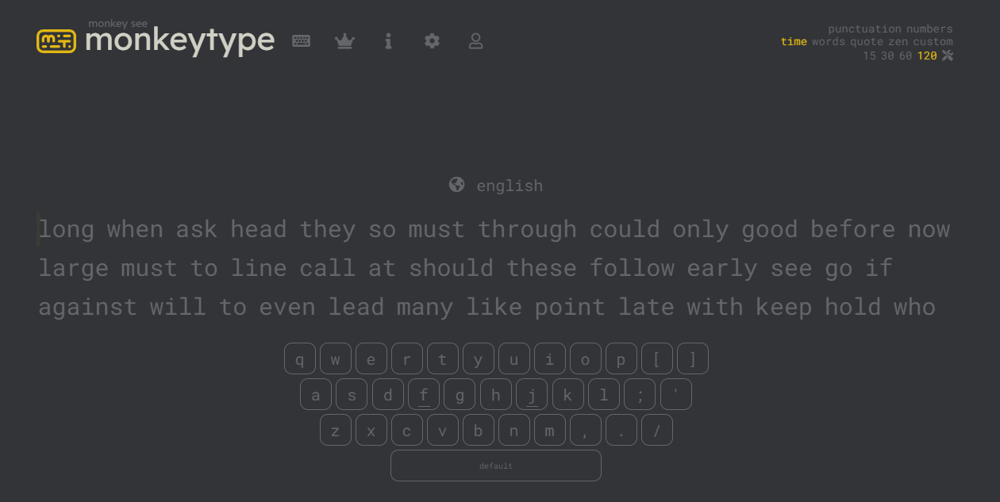 monkey see
monkeytype
punctuation numbers
time words quote zen custom
15 30 60 120
english
long when ask head they so must through could only good before now
large must to line call at should these follow early see go if
against will to even lead many like point late with keep hold who
q w e r t y u i o p [ ]
a s d f g h j k l ; '
z x c v b n m , . /
default